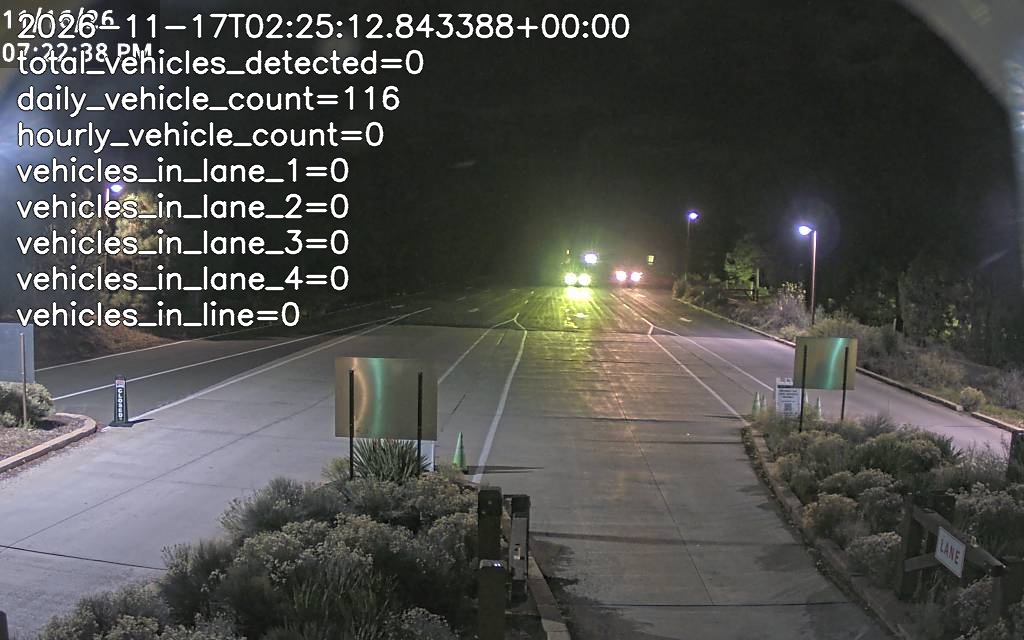 2026-11-17T02:25:12.843388+00:00
07:22:38 PM
total_vehicles_detected=0
daily_vehicle_count=116
hourly_vehicle_count=0
vehicles_in_lane_1=0
vehicles_in_lane_2=0
vehicles_in_lane_3=0
vehicles_in_lane_4=0
vehicles_in_line=0
CLOSED
LANE